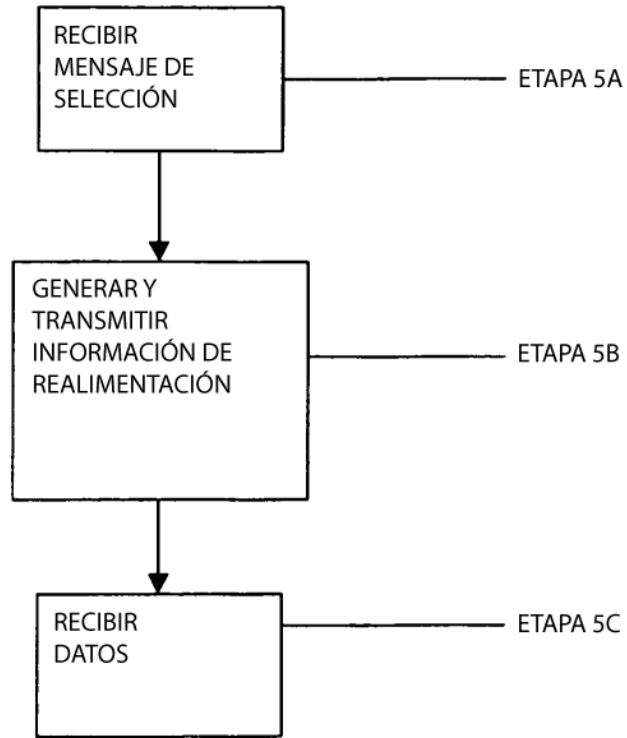 RECIBIR
MENSAJE DE
SELECCIÓN
ETAPA 5A
GENERAR Y
TRANSMITIR
INFORMACIÓN DE
REALIMENTACIÓN
ETAPA 5B
RECIBIR
DATOS
ETAPA 5C